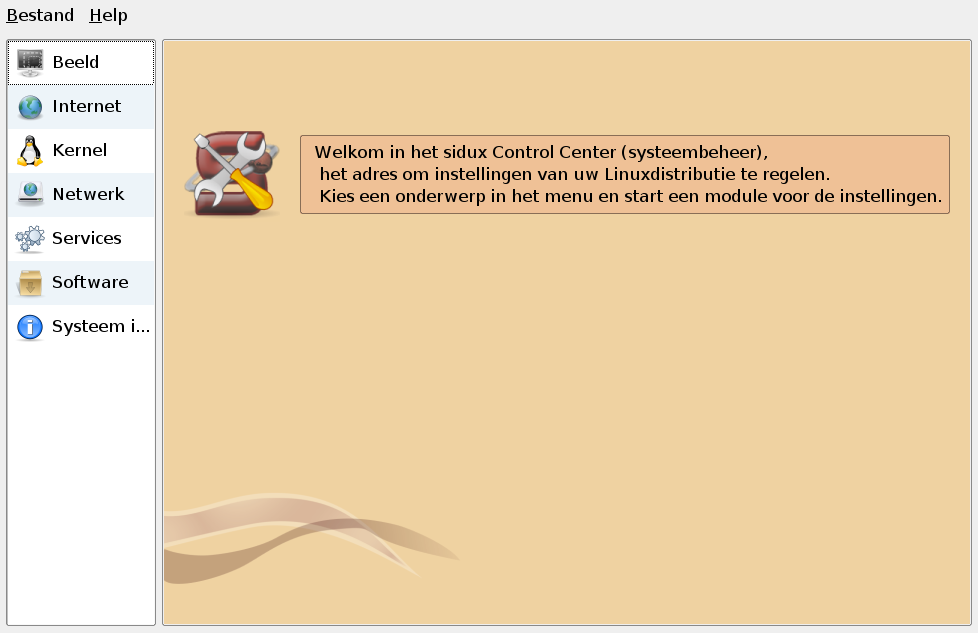 Bestand Help
Beeld
Internet
Kernel
Netwerk
Services
Software
Systeem i...
Welkom in het sidux Control Center (systeembeheer),
het adres om instellingen van uw Linuxdistributie te regelen.
Kies een onderwerp in het menu en start een module voor de instellingen.